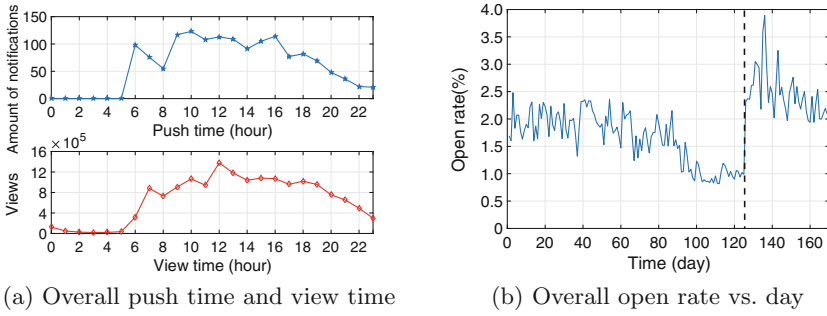 150
100
50
0
Amount of notifications
0 2 4 6 8 10 12 14 16 18 20 22
Push time (hour)
× 10⁵
16
12
8
4
0
Views
0 2 4 6 8 10 12 14 16 18 20 22
View time (hour)
(a) Overall push time and view time
4.0
3.5
3.0
2.5
2.0
1.5
1.0
0.5
0
Open rate(%)
0 20 40 60 80 100 120 140 160
Time (day)
(b) Overall open rate vs. day